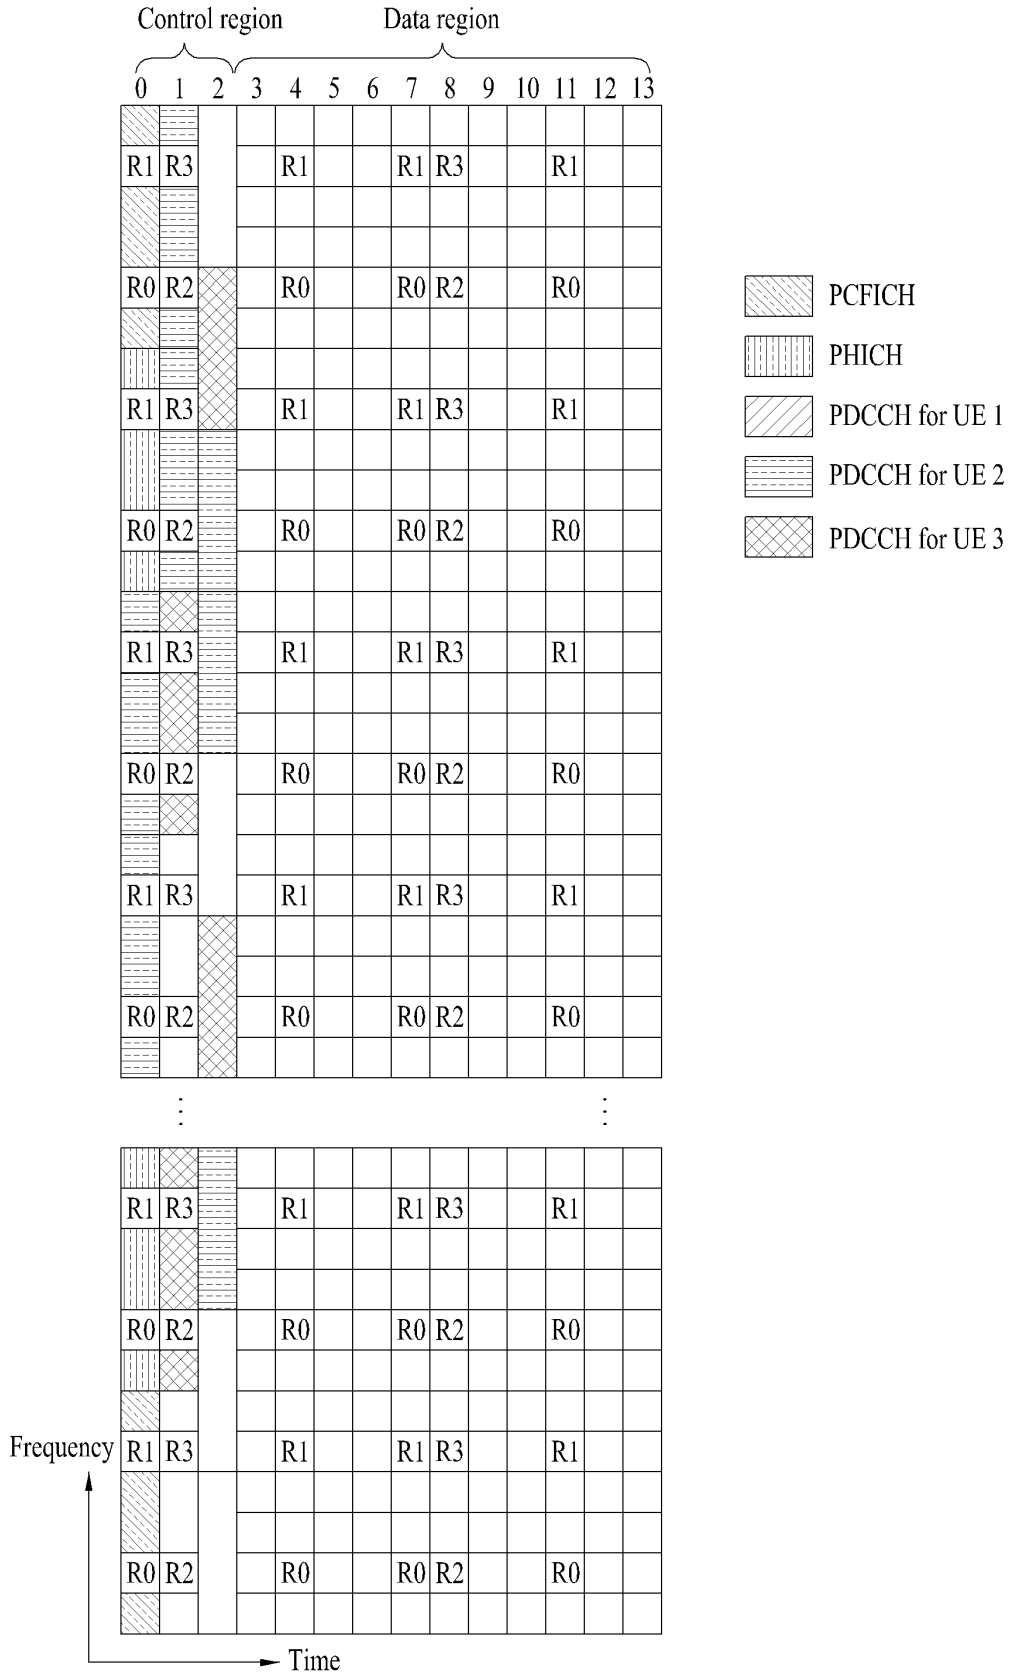 Control region Data region
0 1 2 3 4 5 6 7 8 9 10 11 12 13
R1 R3 R1 R1 R3 R1
R0 R2 R0 R0 R2 R0
PCFICH
PHICH
R1 R3 R1 R1 R3 R1
PDCCH for UE 1
PDCCH for UE 2
R0 R2 R0 R0 R2 R0
PDCCH for UE 3
R1 R3 R1 R1 R3 R1
R0 R2 R0 R0 R2 R0
R1 R3 R1 R1 R3 R1
R0 R2 R0 R0 R2 R0
R1 R3 R1 R1 R3 R1
R0 R2 R0 R0 R2 R0
Frequency R1 R3 R1 R1 R3 R1
R0 R2 R0 R0 R2 R0
Time